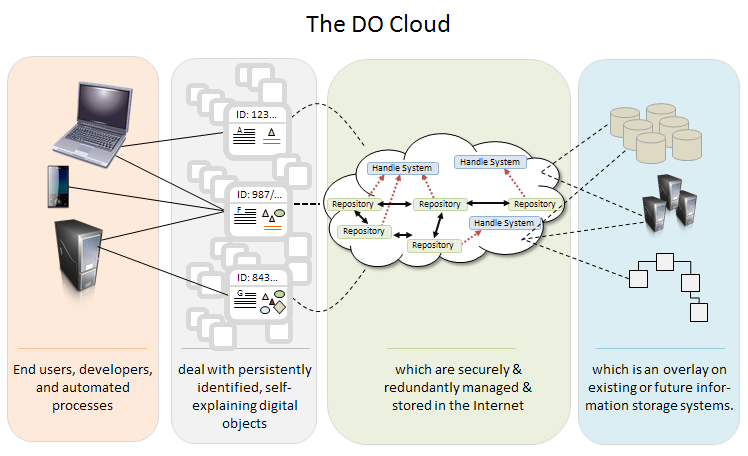 The DO Cloud
ID: 123...
A
ID: 987/...
F
ID: 843...
G
Handle System
Handle System
Repository
Repository
Repository
Handle System
Repository
Repository
End users, developers,
and automated
processes
deal with persistently
identified, self-
explaining digital
objects
which are securely &
redundantly managed &
stored in the Internet
which is an overlay on
existing or future infor-
mation storage systems.